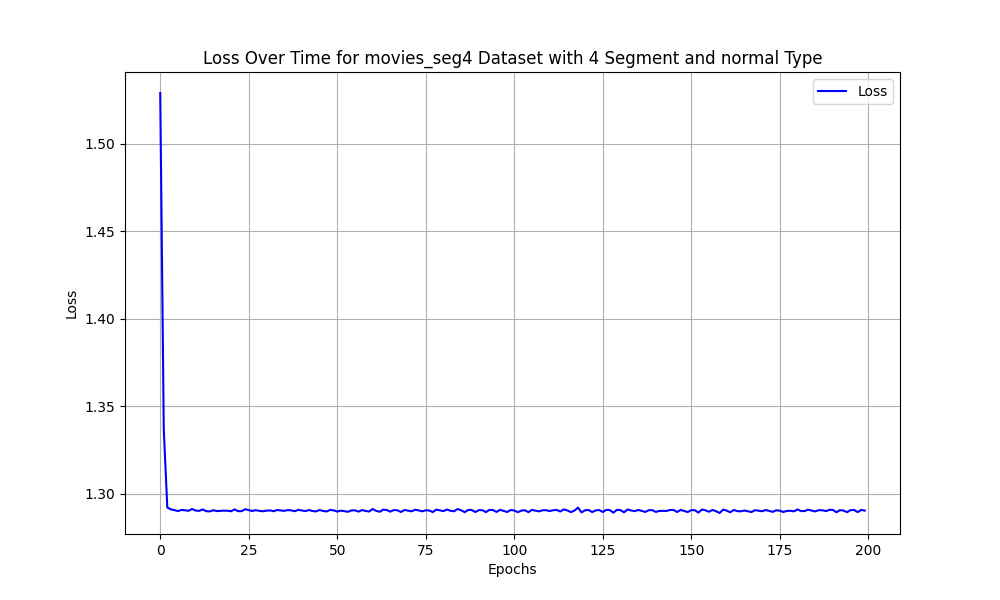 Loss Over Time for movies_seg4 Dataset with 4 Segment and normal Type
Loss
1.50
1.45
1.40
1.35
1.30
Loss
0 25 50 75 100 125 150 175 200
Epochs